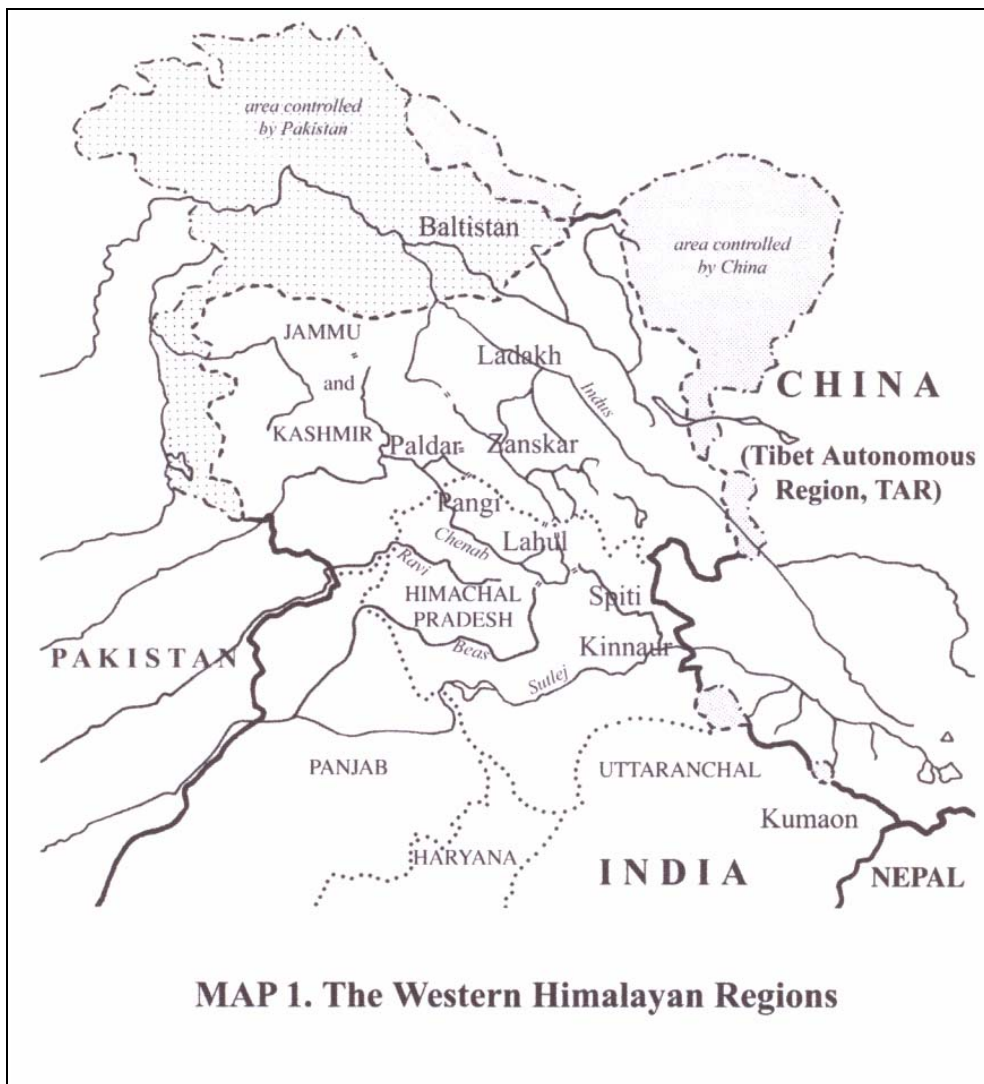 area controlled
by Pakistan
Baltistan
area controlled
by China
JAMMU
and
KASHMIR
Ladakh
Indus
CHINA
(Tibet Autonomous
Region, TAR)
Paldar
Zanskar
Pangi
Lahul
Chenab
Ravi
HIMACHAL
PRADESH
Spiti
Kinnaur
Beas
Sutlej
PAKISTAN
PANJAB
UTTARANCHAL
Kumaon
HARYANA
INDIA
NEPAL
MAP 1. The Western Himalayan Regions